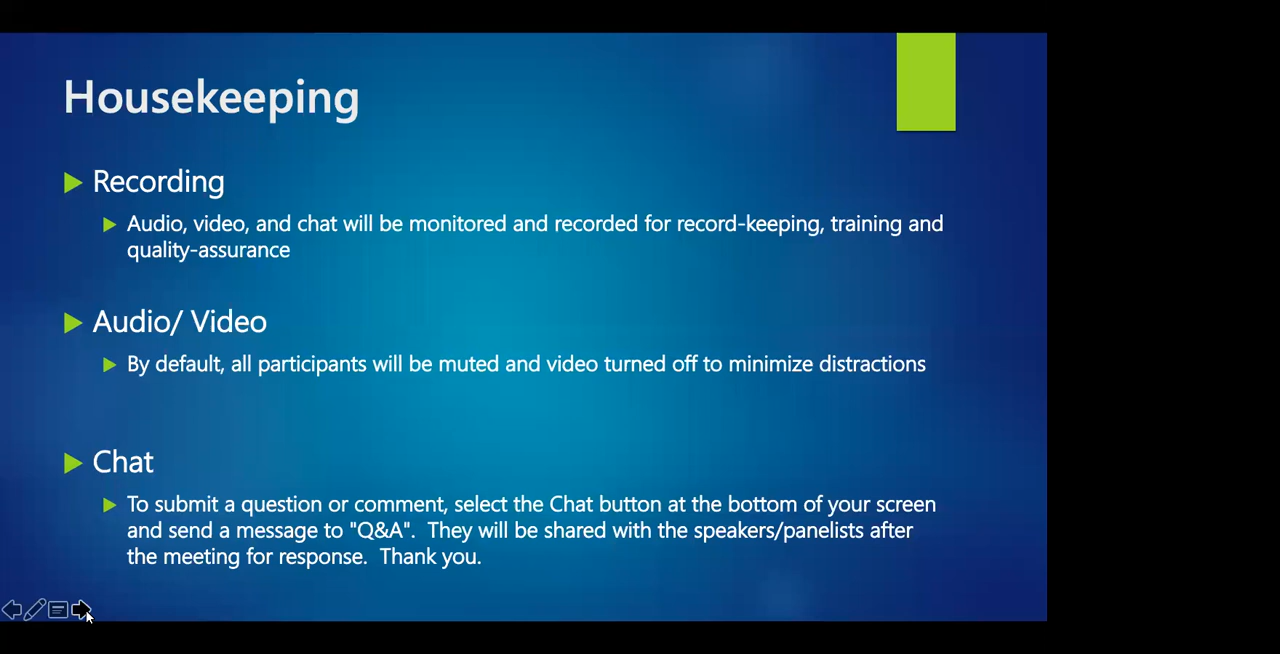 Housekeeping
Recording
Audio, video, and chat will be monitored and recorded for record-keeping, training and
quality-assurance
Audio/ Video
By default, all participants will be muted and video turned off to minimize distractions
Chat
To submit a question or comment, select the Chat button at the bottom of your screen
and send a message to "Q&A".  They will be shared with the speakers/panelists after
the meeting for response.  Thank you.